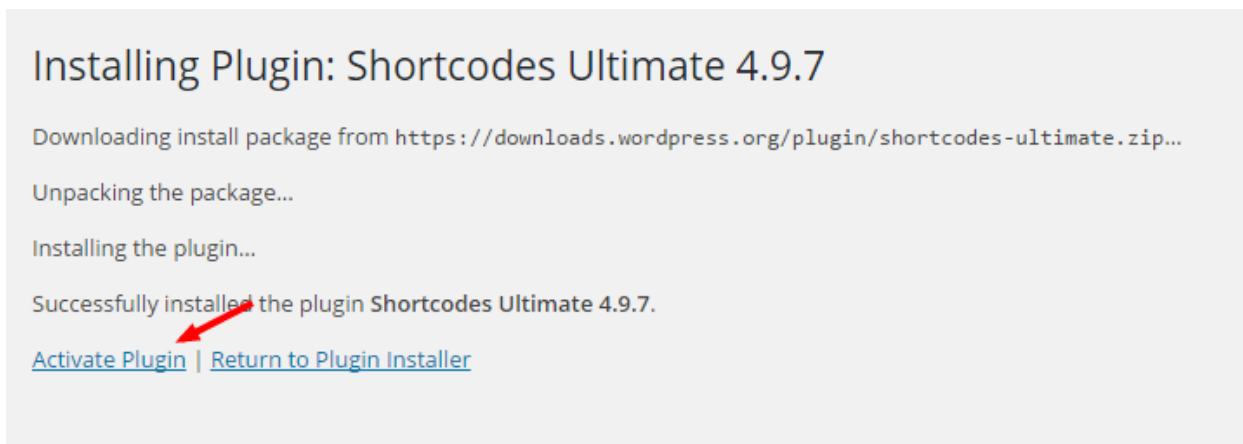 Installing Plugin: Shortcodes Ultimate 4.9.7
Downloading install package from https://downloads.wordpress.org/plugin/shortcodes-ultimate.zip...
Unpacking the package...
Installing the plugin...
Successfully installed the plugin Shortcodes Ultimate 4.9.7.
Activate Plugin | Return to Plugin Installer